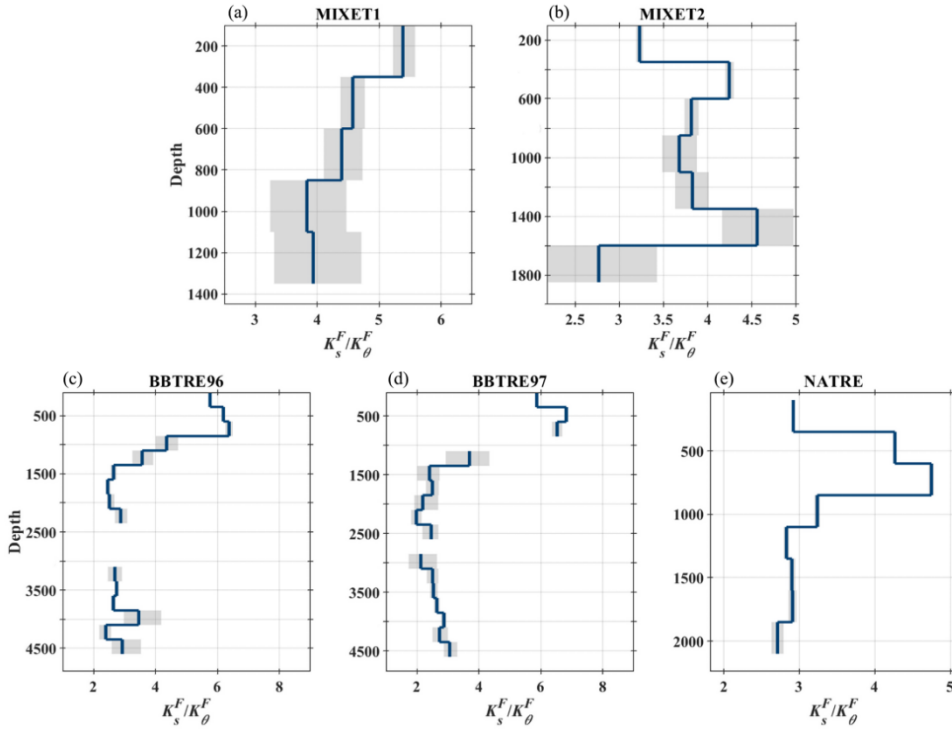 (a) MIXET1
200
400
600
800
1000
1200
1400
Depth
3 4 5 6
K_s^F/K_θ^F
(b) MIXET2
200
600
1000
1400
1800
2.5 3 3.5 4 4.5 5
K_s^F/K_θ^F
(c) BBTRE96
500
1500
2500
3500
4500
Depth
2 4 6 8
K_s^F/K_θ^F
(d) BBTRE97
500
1500
2500
3500
4500
2 4 6 8
K_s^F/K_θ^F
(e) NATRE
500
1000
1500
2000
2 3 4 5
K_s^F/K_θ^F